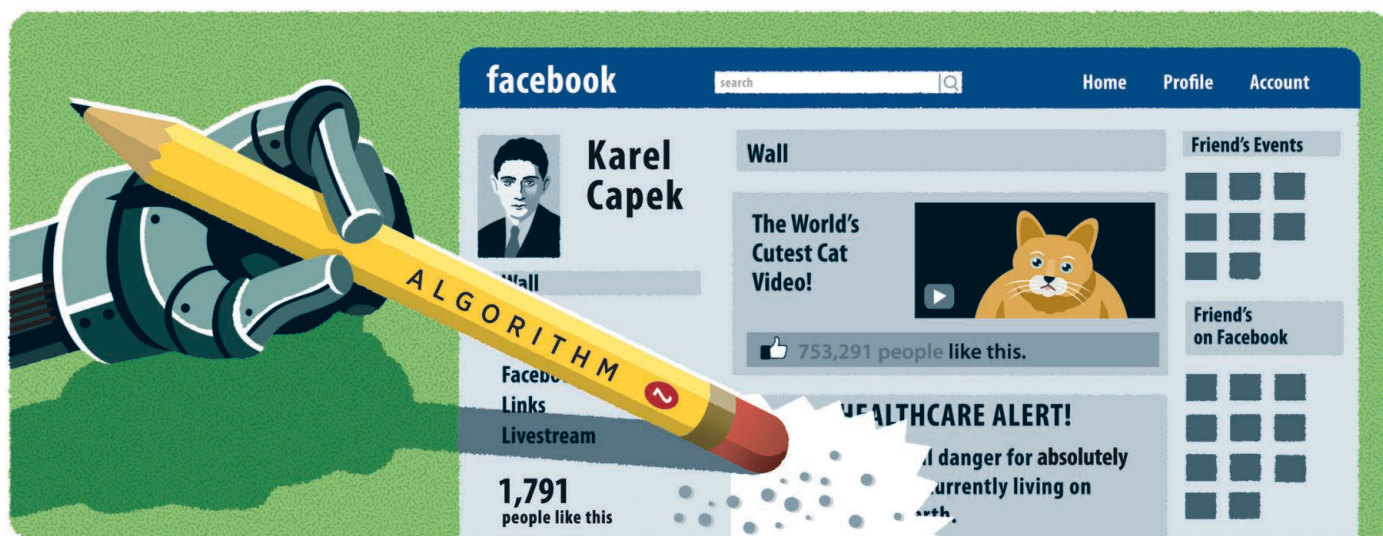 facebook
search
Home
Profile
Account
Karel
Capek
Wall
Links
Livestream
1,791
people like this
ALGORITHM
2
Wall
The World's
Cutest Cat
Video!
753,291 people like this.
HEALTHCARE ALERT!
danger for absolutely
currently living on
Friend's Events
Friend's
on Facebook